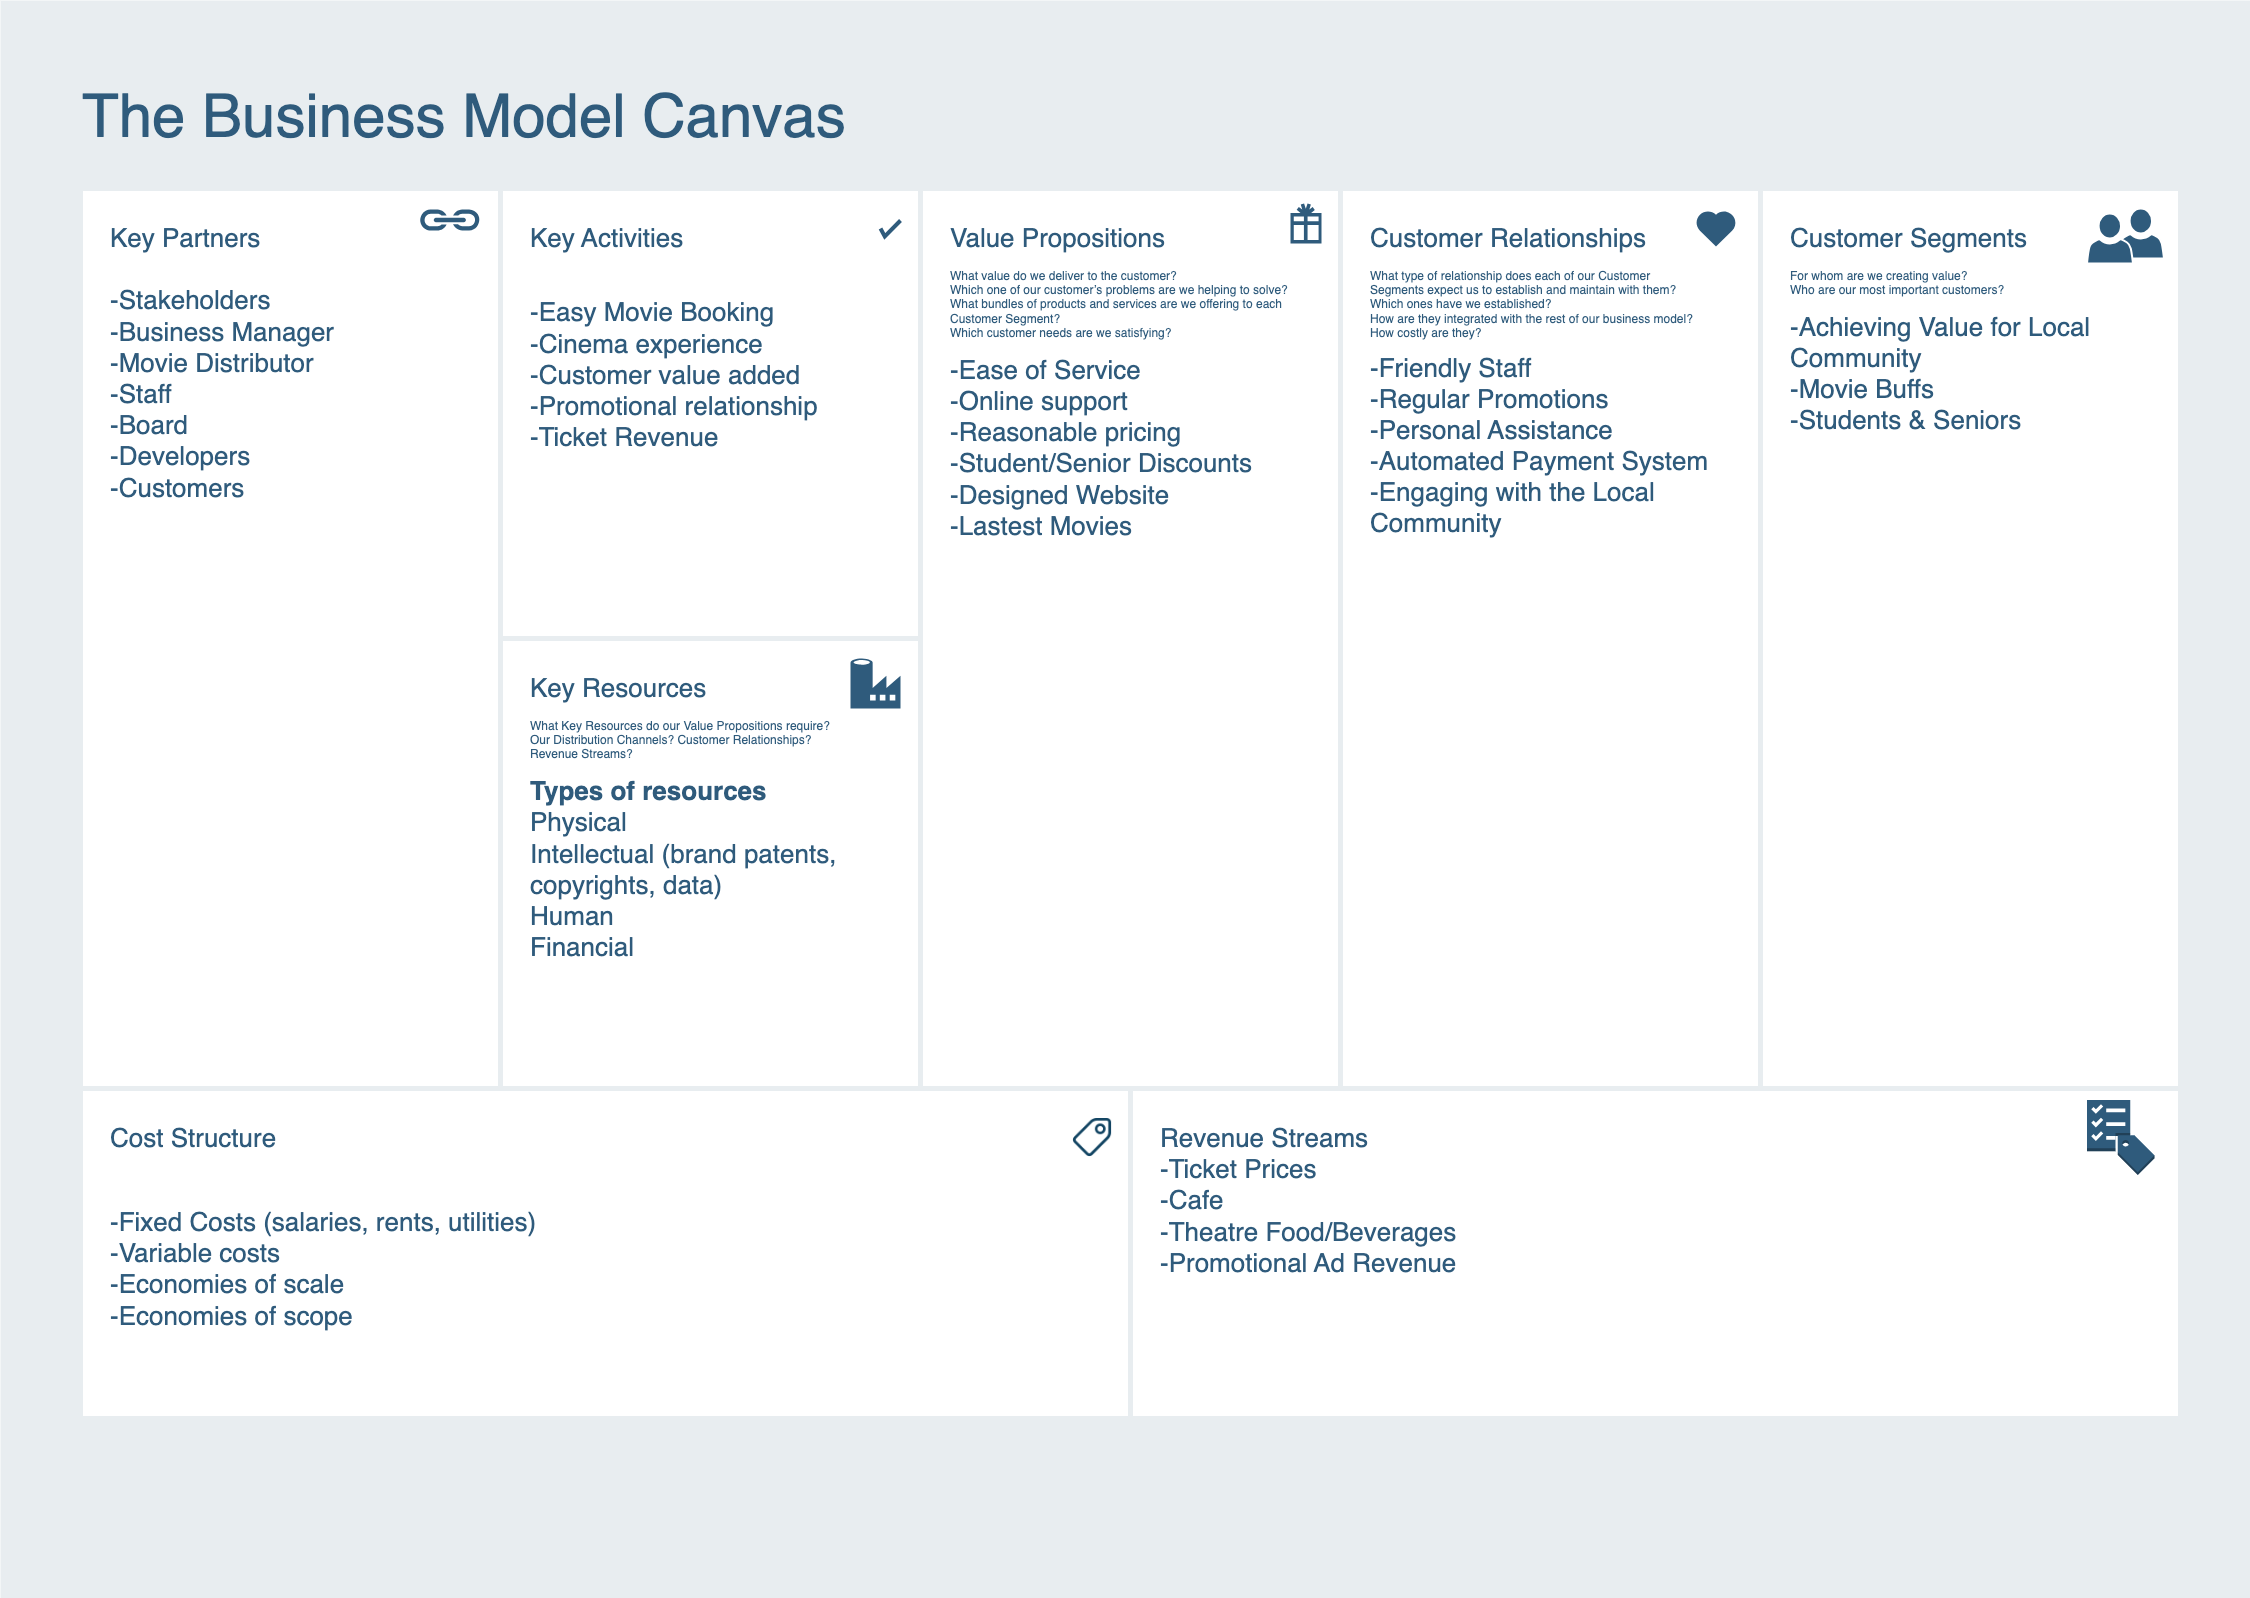 The Business Model Canvas
Key Partners
-Stakeholders
-Business Manager
-Movie Distributor
-Staff
-Board
-Developers
-Customers
Key Activities
-Easy Movie Booking
-Cinema experience
-Customer value added
-Promotional relationship
-Ticket Revenue
Key Resources
What Key Resources do our Value Propositions require?
Our Distribution Channels? Customer Relationships?
Revenue Streams?
Types of resources
Physical
Intellectual (brand patents,
copyrights, data)
Human
Financial
Value Propositions
What value do we deliver to the customer?
Which one of our customer’s problems are we helping to solve?
What bundles of products and services are we offering to each
Customer Segment?
Which customer needs are we satisfying?
-Ease of Service
-Online support
-Reasonable pricing
-Student/Senior Discounts
-Designed Website
-Lastest Movies
Customer Relationships
What type of relationship does each of our Customer
Segments expect us to establish and maintain with them?
Which ones have we established?
How are they integrated with the rest of our business model?
How costly are they?
-Friendly Staff
-Regular Promotions
-Personal Assistance
-Automated Payment System
-Engaging with the Local
Community
Customer Segments
For whom are we creating value?
Who are our most important customers?
-Achieving Value for Local
Community
-Movie Buffs
-Students & Seniors
Cost Structure
-Fixed Costs (salaries, rents, utilities)
-Variable costs
-Economies of scale
-Economies of scope
Revenue Streams
-Ticket Prices
-Cafe
-Theatre Food/Beverages
-Promotional Ad Revenue